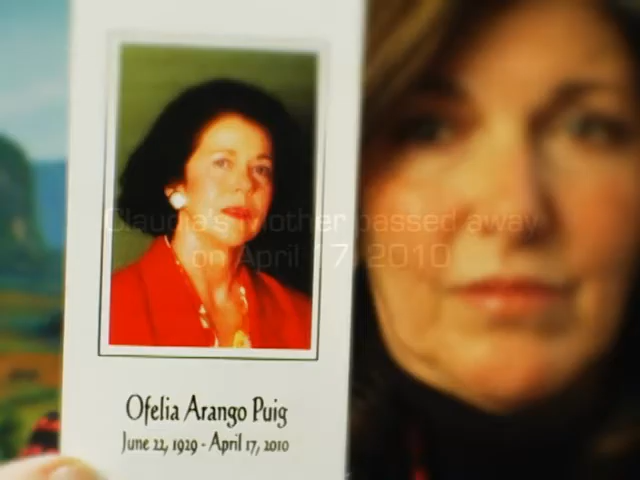 Claudia's mother passed away
on April 17, 2010
Ofelia Arango Puig
June 22, 1929 - April 17, 2010